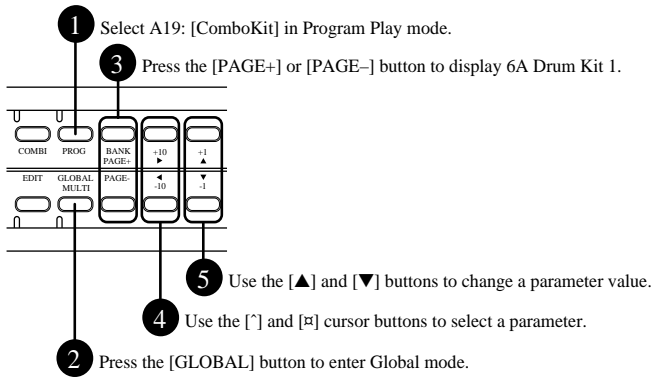 1 Select A19: [ComboKit] in Program Play mode.
3 Press the [PAGE+] or [PAGE–] button to display 6A Drum Kit 1.
COMBI PROG BANK +10 +1
PAGE+ ▶ ▲
EDIT GLOBAL PAGE- ◀ ▼
MULTI -10 -1
5 Use the [▲] and [▼] buttons to change a parameter value.
4 Use the [ˆ] and [¤] cursor buttons to select a parameter.
2 Press the [GLOBAL] button to enter Global mode.